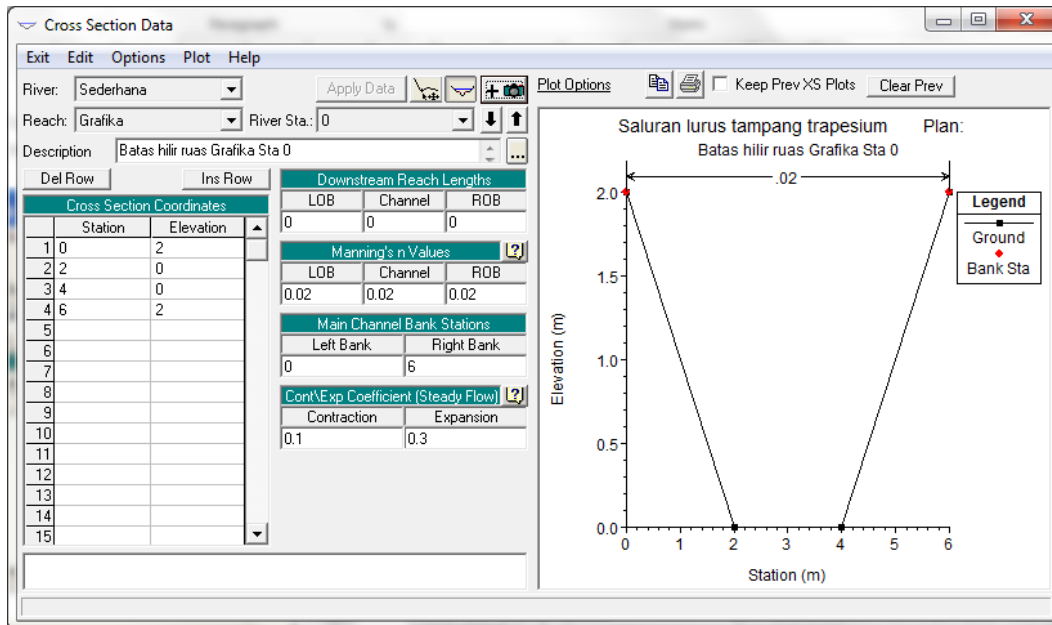 Cross Section Data
Exit Edit Options Plot Help
River: Sederhana Apply Data
Reach: Grafika River Sta.: 0
Description Batas hilir ruas Grafika Sta 0 ...
Del Row Ins Row
Cross Section Coordinates
Station Elevation
1 0 2
2 2 0
3 4 0
4 6 2
5
6
7
8
9
10
11
12
13
14
15
Downstream Reach Lengths
LOB Channel ROB
0 0 0
Manning's n Values ?
LOB Channel ROB
0.02 0.02 0.02
Main Channel Bank Stations
Left Bank Right Bank
0 6
Cont\Exp Coefficient (Steady Flow) ?
Contraction Expansion
0.1 0.3
Plot Options Keep Prev XS Plots Clear Prev
Saluran lurus tampang trapesium Plan:
Batas hilir ruas Grafika Sta 0
.02
2.0
1.5
1.0
0.5
0.0
Elevation (m)
0 1 2 3 4 5 6
Station (m)
Legend
Ground
Bank Sta